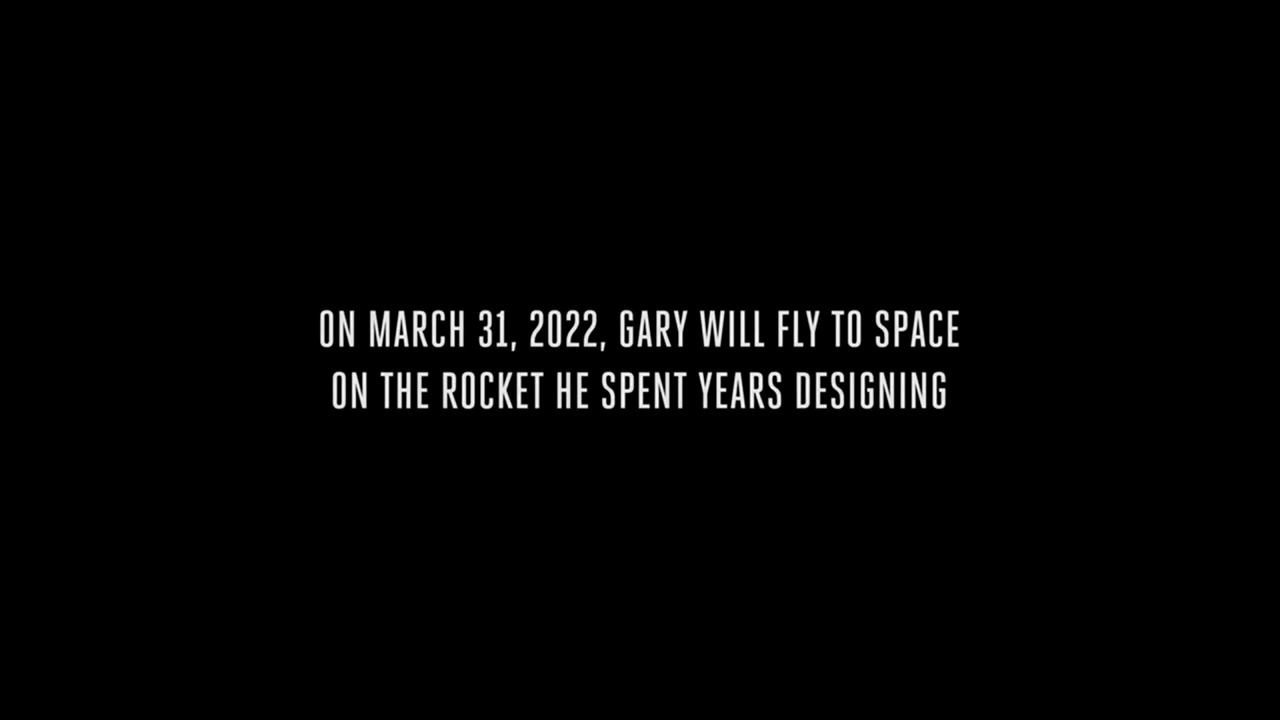 ON MARCH 31, 2022, GARY WILL FLY TO SPACE
ON THE ROCKET HE SPENT YEARS DESIGNING